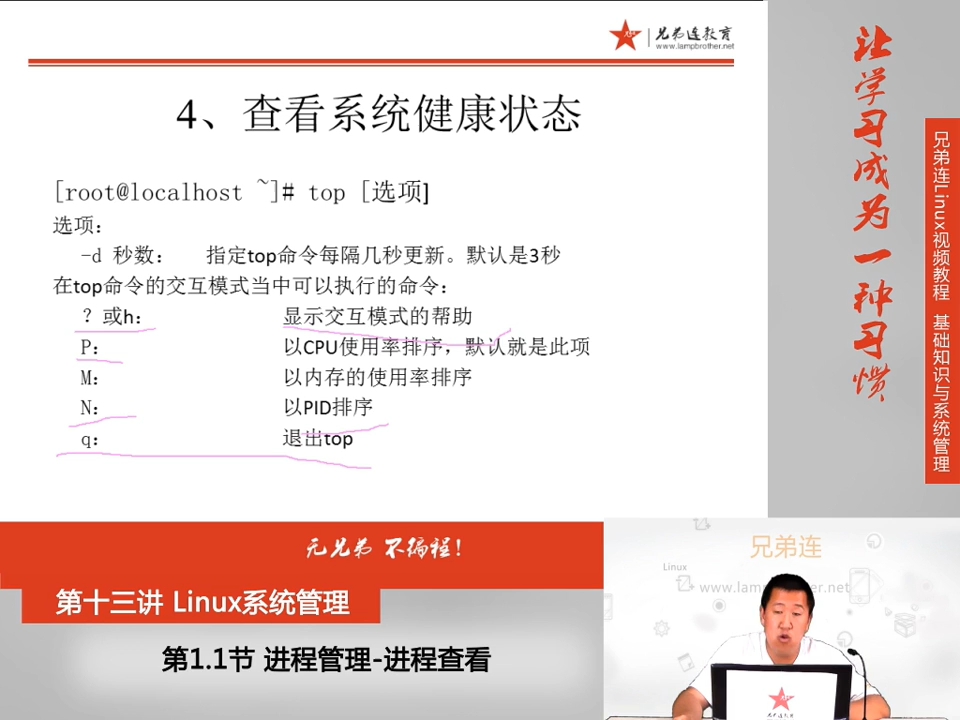 兄弟连教育
www.lampbrother.net
4、查看系统健康状态
[root@localhost ~]# top [选项]
选项：
-d 秒数： 指定top命令每隔几秒更新。默认是3秒
在top命令的交互模式当中可以执行的命令：
？或h： 显示交互模式的帮助
P： 以CPU使用率排序，默认就是此项
M： 以内存的使用率排序
N： 以PID排序
q： 退出top
让学习成为一种习惯
兄弟连Linux视频教程 基础知识与系统管理
无兄弟 不编程！
第十三讲 Linux系统管理
第1.1节 进程管理-进程查看
兄弟连
Linux
www.lam
her.net